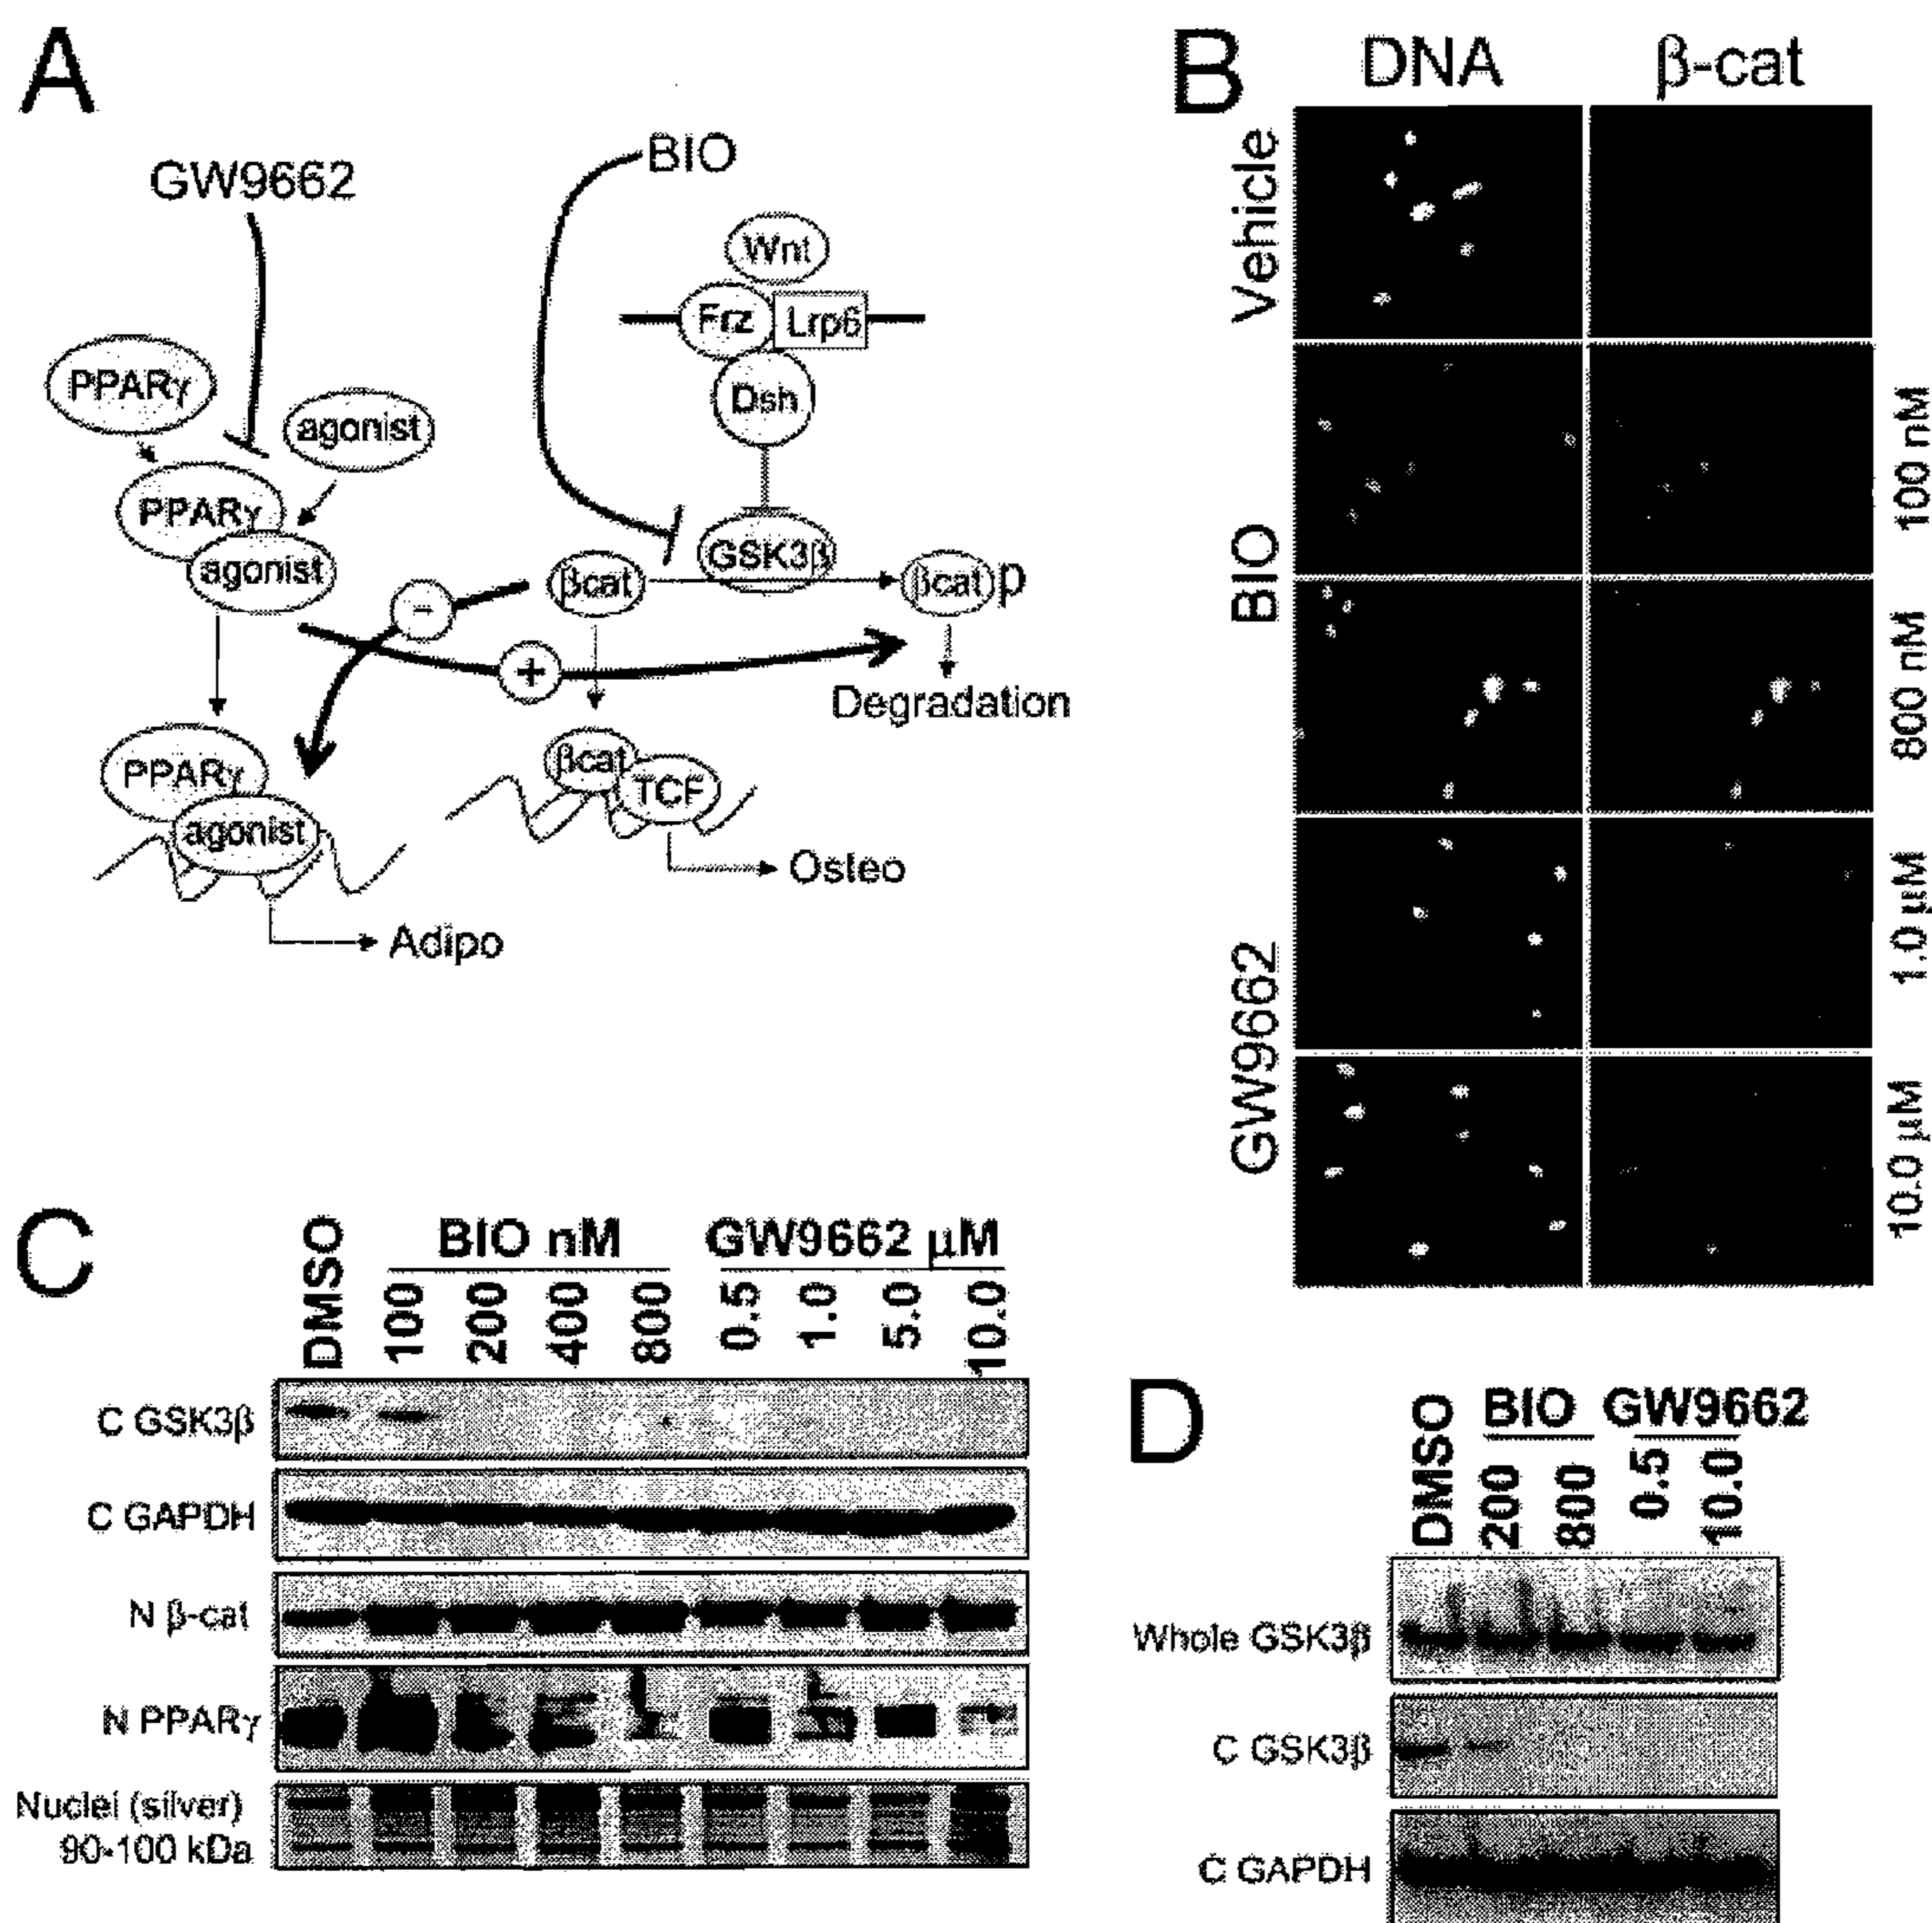 A
GW9662
BIO
Wnt
Frz
Lrp6
Dsh
PPARγ
agonist
PPARγ
agonist
GSK3β
βcat
βcat p
-
+
Degradation
PPARγ
agonist
βcat
TCF
Osteo
Adipo
B
DNA
β-cat
Vehicle
BIO
100 nM
800 nM
GW9662
1.0 µM
10.0 µM
C
DMSO
BIO nM
GW9662 µM
100
200
400
800
0.5
1.0
5.0
10.0
C GSK3β
C GAPDH
N β-cat
N PPARγ
Nuclei (silver)
90-100 kDa
D
DMSO
BIO
GW9662
200
800
0.5
10.0
Whole GSK3β
C GSK3β
C GAPDH